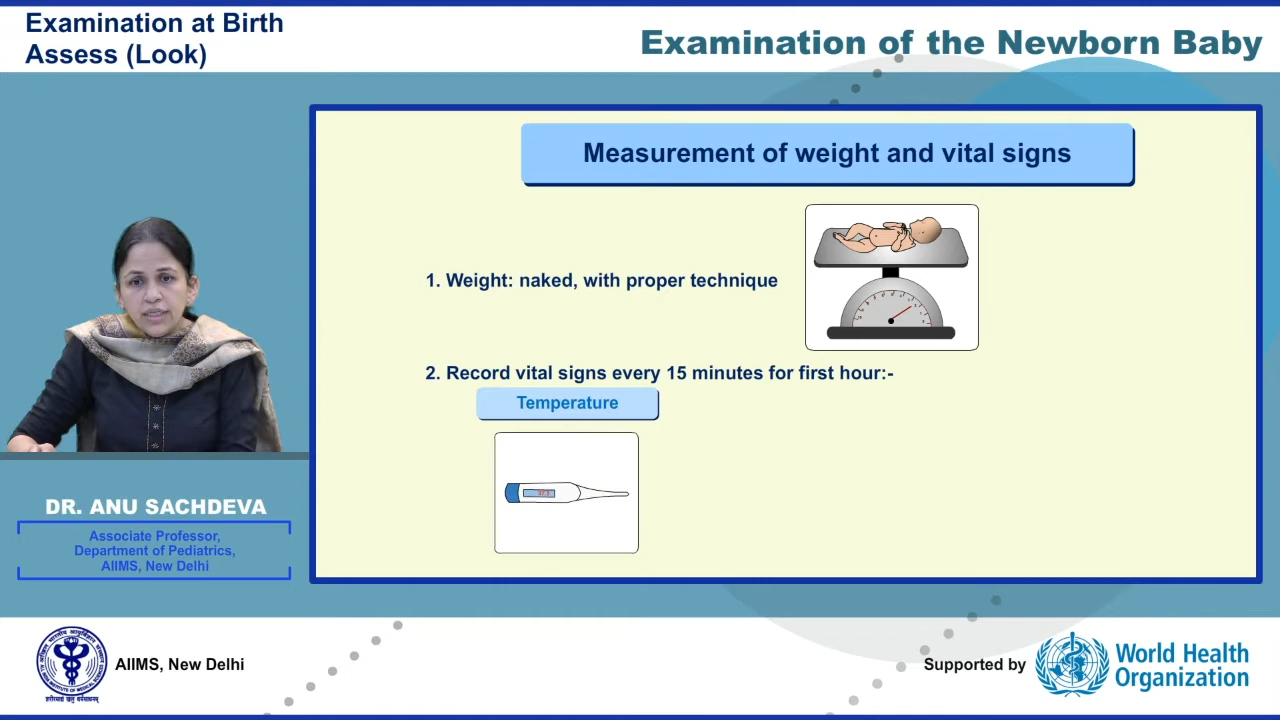 Examination at Birth
Assess (Look)
Examination of the Newborn Baby
Measurement of weight and vital signs
1. Weight: naked, with proper technique
2. Record vital signs every 15 minutes for first hour:-
Temperature
DR. ANU SACHDEVA
Associate Professor,
Department of Pediatrics,
AIIMS, New Delhi
AIIMS, New Delhi
Supported by
World Health
Organization